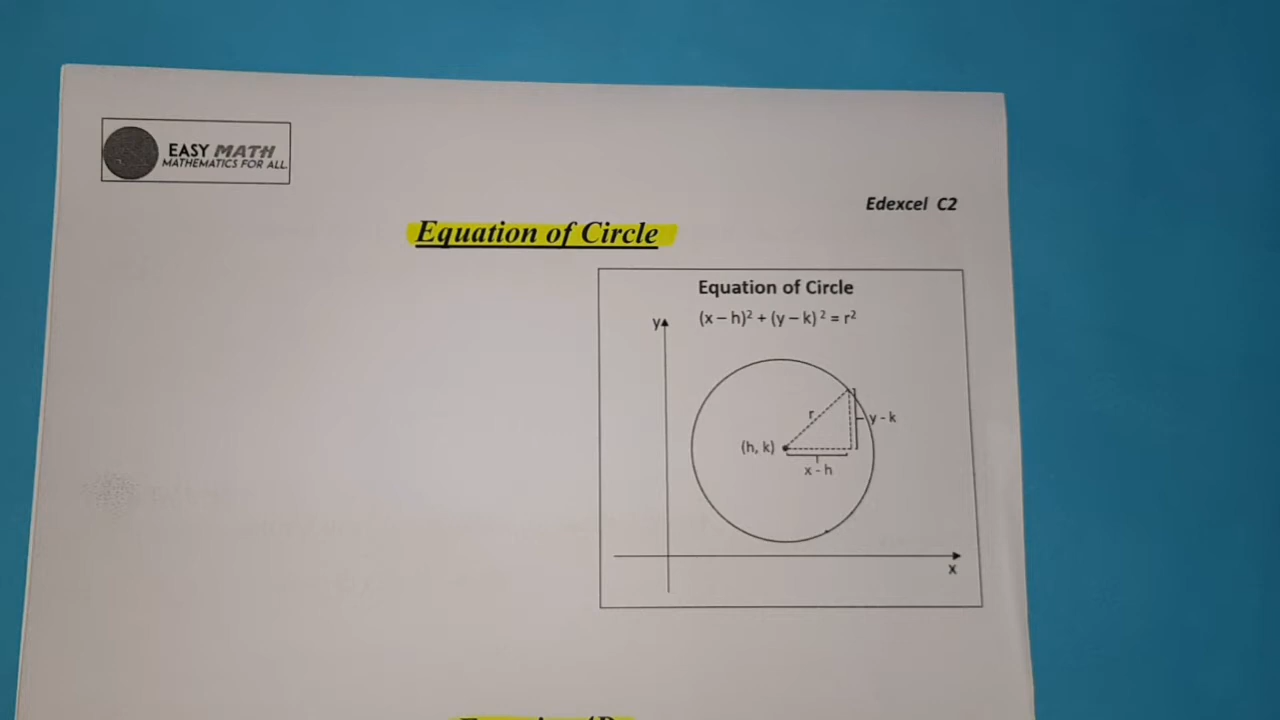 EASY MATH
MATHEMATICS FOR ALL
Edexcel C2
Equation of Circle
Equation of Circle
(x – h)² + (y – k)² = r²
y
r
y - k
(h, k)
x - h
x